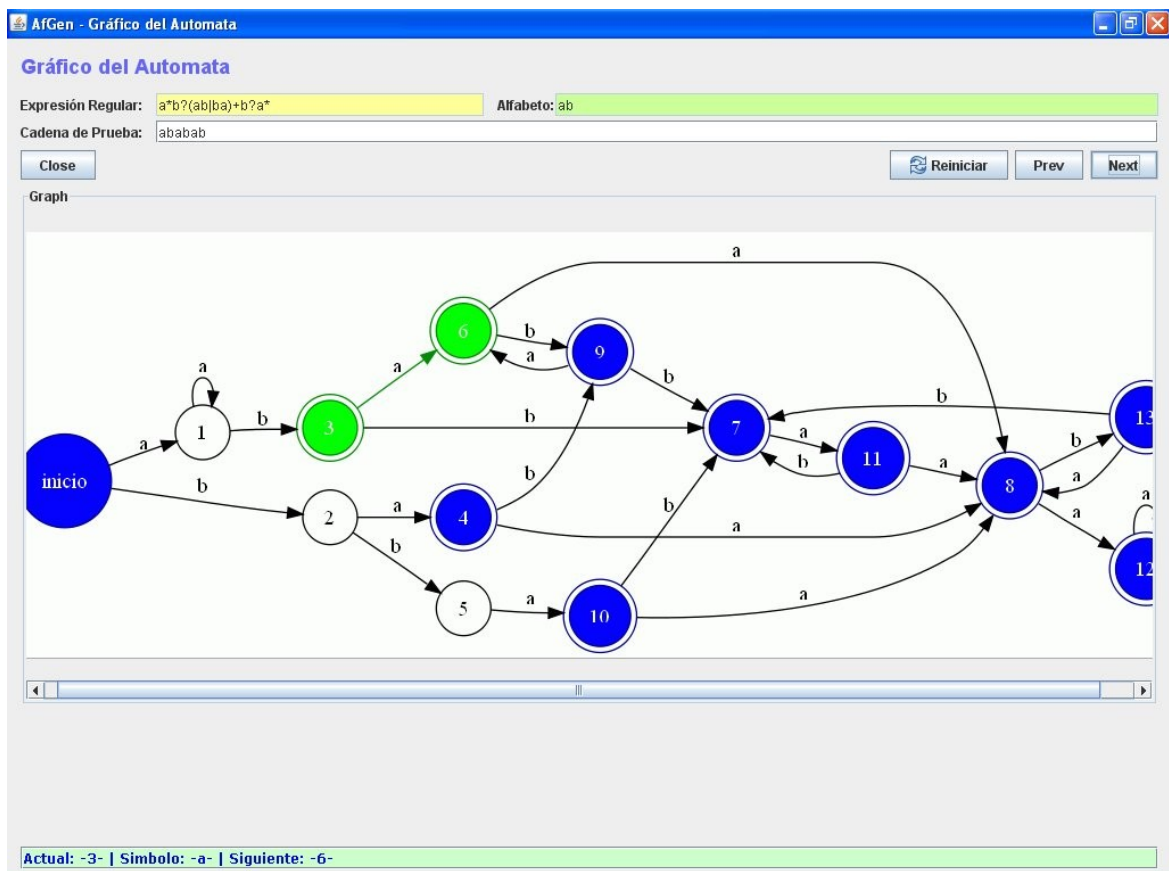 AfGen - Gráfico del Automata
Gráfico del Automata
Expresión Regular: a*b?(ab|ba)+b?a* Alfabeto: ab
Cadena de Prueba: ababab
Close Reiniciar Prev Next
Graph
a
6 b 9
a
a a b
1 b 3 b 7 a 11 b 13
b
inicio a
b
a 8 b
a
2 a 4 b
a
b
b
a
a
a
12
5 a 10 a
Actual: -3- | Simbolo: -a- | Siguiente: -6-